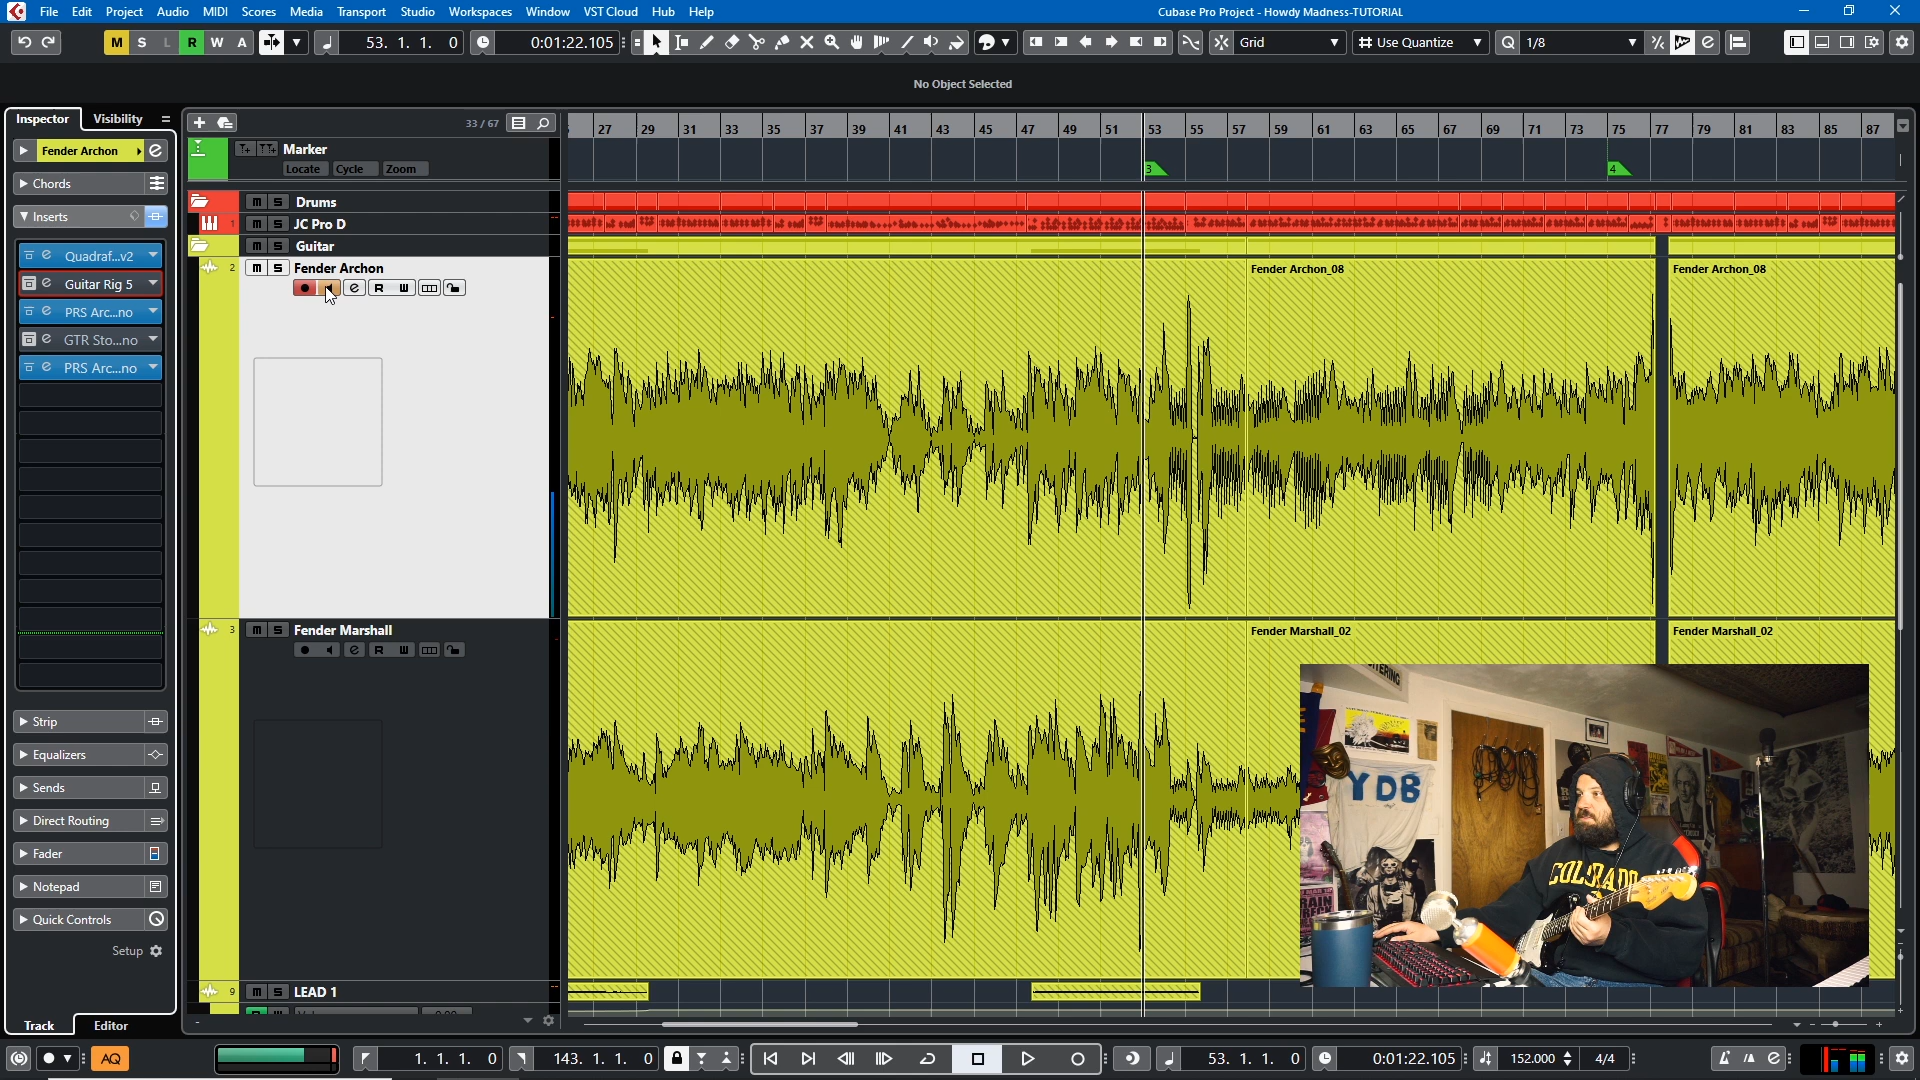 File Edit Project Audio MIDI Scores Media Transport Studio Workspaces Window VST Cloud Hub Help
Cubase Pro Project - Howdy Madness-TUTORIAL
M S L R W A
53. 1. 1. 0
0:01:22.105
Grid
Use Quantize
Q 1/8
No Object Selected
Inspector Visibility
33 / 67
27 29 31 33 35 37 39 41 43 45 47 49 51 53 55 57 59 61 63 65 67 69 71 73 75 77 79 81 83 85 87
Fender Archon
Marker
Locate Cycle Zoom
3
4
Chords
Inserts
m S Drums
1 m S JC Pro D
m S Guitar
2 m S Fender Archon
R W
Fender Archon_08
Fender Archon_08
Quadraf...v2
Guitar Rig 5
PRS Arc...no
GTR Sto...no
PRS Arc...no
3 m S Fender Marshall
R W
Fender Marshall_02
Fender Marshall_02
Strip
Equalizers
Sends
Direct Routing
Fader
Notepad
Quick Controls
Setup
YDB
COLORADO
9 m S LEAD 1
Track Editor
AQ
1. 1. 1. 0
143. 1. 1. 0
53. 1. 1. 0
0:01:22.105
152.000
4/4